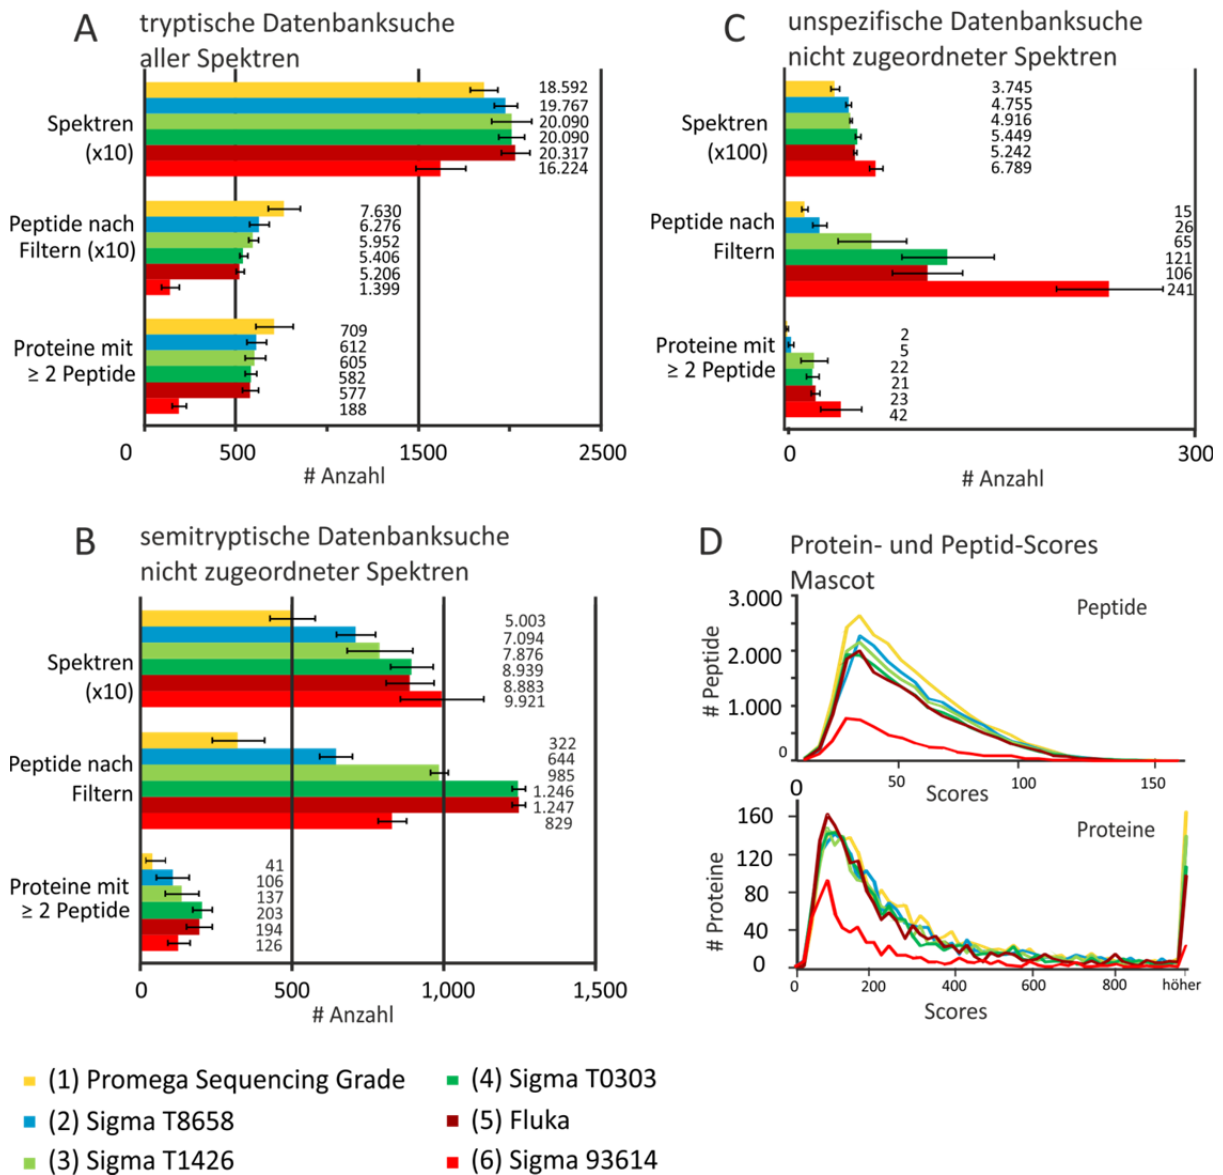 A
tryptische Datenbanksuche
aller Spektren
Spektren
(x10)
18.592
19.767
20.090
20.090
20.317
16.224
Peptide nach
Filtern (x10)
7.630
6.276
5.952
5.406
5.206
1.399
Proteine mit
≥ 2 Peptide
709
612
605
582
577
188
0
500
1500
2500
# Anzahl
C
unspezifische Datenbanksuche
nicht zugeordneter Spektren
Spektren
(x100)
3.745
4.755
4.916
5.449
5.242
6.789
Peptide nach
Filtern
15
26
65
121
106
241
Proteine mit
≥ 2 Peptide
2
5
22
21
23
42
0
300
# Anzahl
B
semitryptische Datenbanksuche
nicht zugeordneter Spektren
Spektren
(x10)
5.003
7.094
7.876
8.939
8.883
9.921
Peptide nach
Filtern
322
644
985
1.246
1.247
829
Proteine mit
≥ 2 Peptide
41
106
137
203
194
126
0
500
1,000
1,500
# Anzahl
D
Protein- und Peptid-Scores
Mascot
Peptide
# Peptide
3.000
2.000
1.000
0
0
50
100
150
Scores
Proteine
# Proteine
160
120
80
40
0
0
200
400
600
800
höher
Scores
(1) Promega Sequencing Grade
(2) Sigma T8658
(3) Sigma T1426
(4) Sigma T0303
(5) Fluka
(6) Sigma 93614